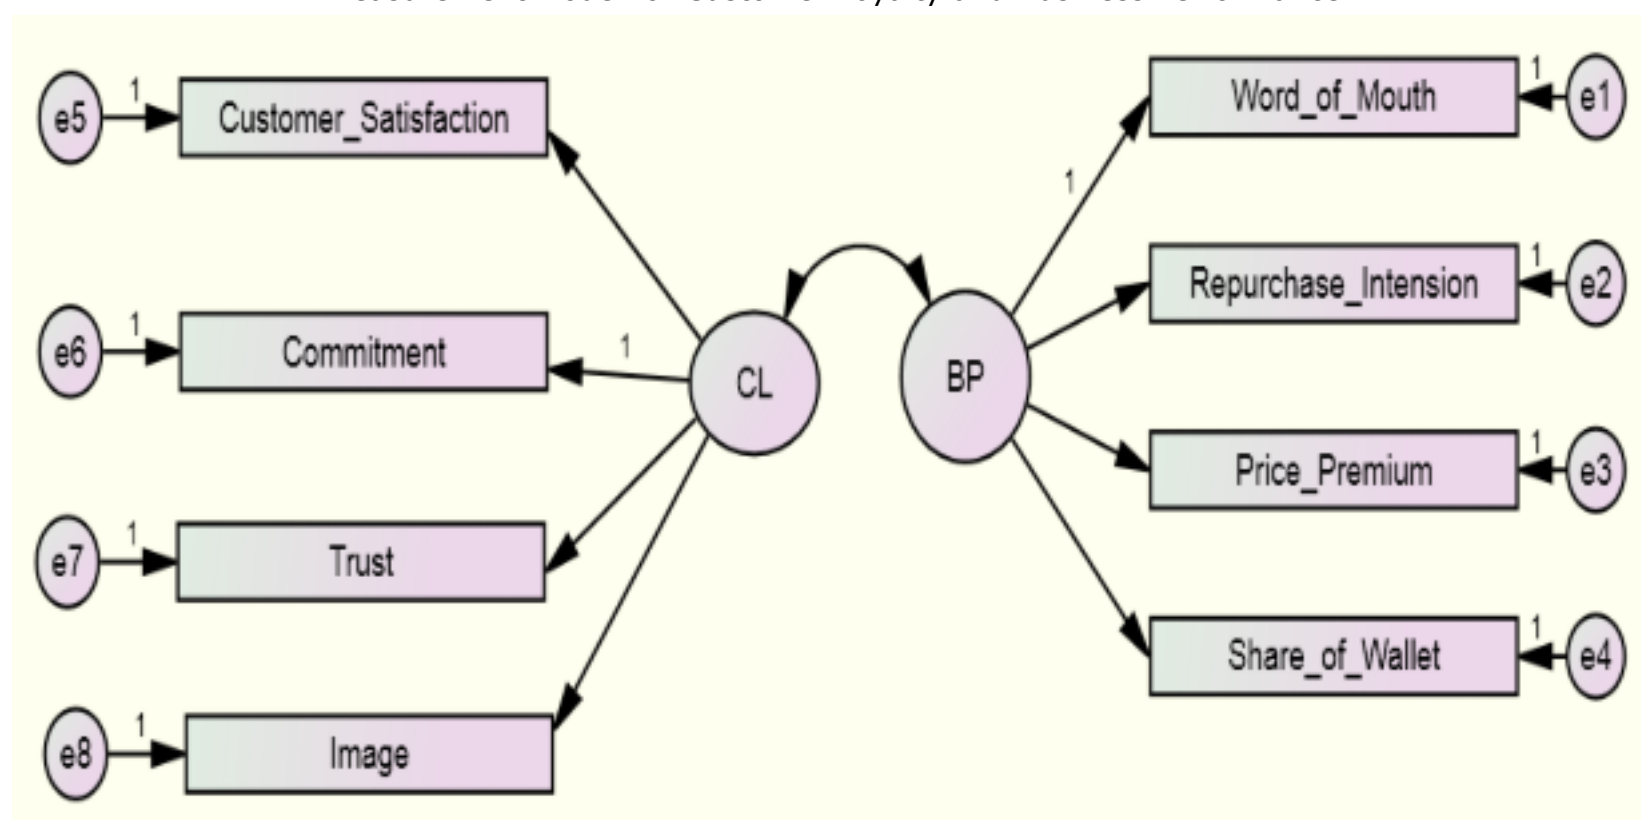 e5 1 Customer_Satisfaction
e6 1 Commitment 1
e7 1 Trust
e8 1 Image
CL
BP
1
Word_of_Mouth 1 e1
Repurchase_Intension 1 e2
Price_Premium 1 e3
Share_of_Wallet 1 e4